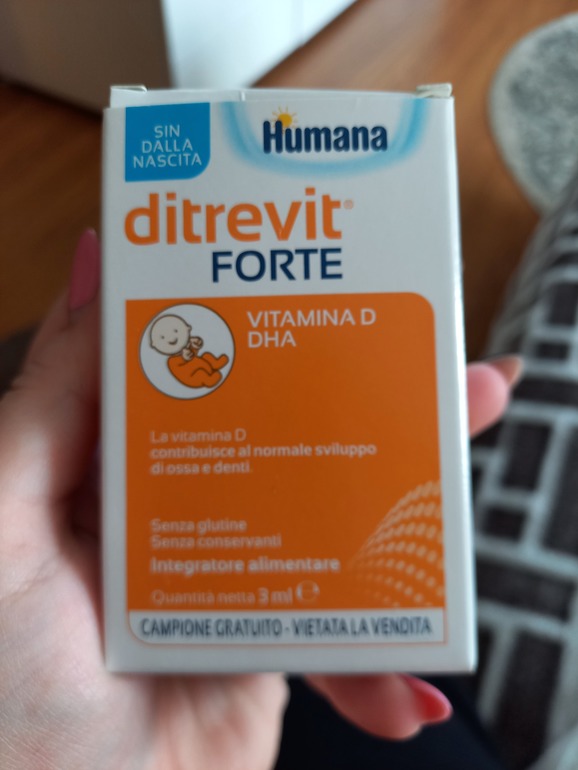 SIN
DALLA
NASCITA
Humana
ditrevit®
FORTE
VITAMINA D
DHA
La vitamina D
contribuisce al normale sviluppo
di ossa e denti.
Senza glutine
Senza conservanti
Integratore alimentare
Quantità netta 3 ml ℮
CAMPIONE GRATUITO - VIETATA LA VENDITA